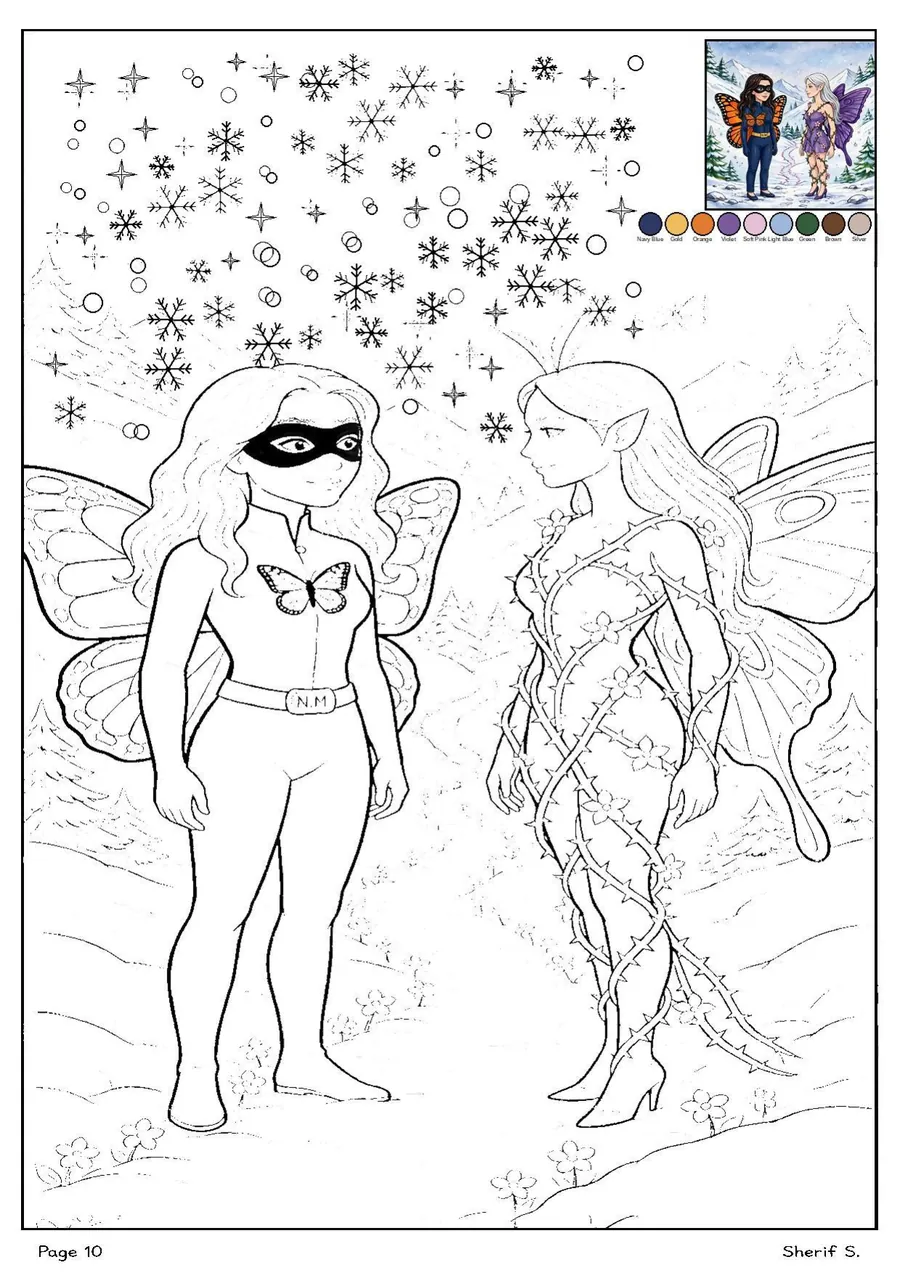 Navy Blue Gold Orange Violet Soft Pink Light Blue Green Brown Silver
N.M
Page 10
Sherif S.